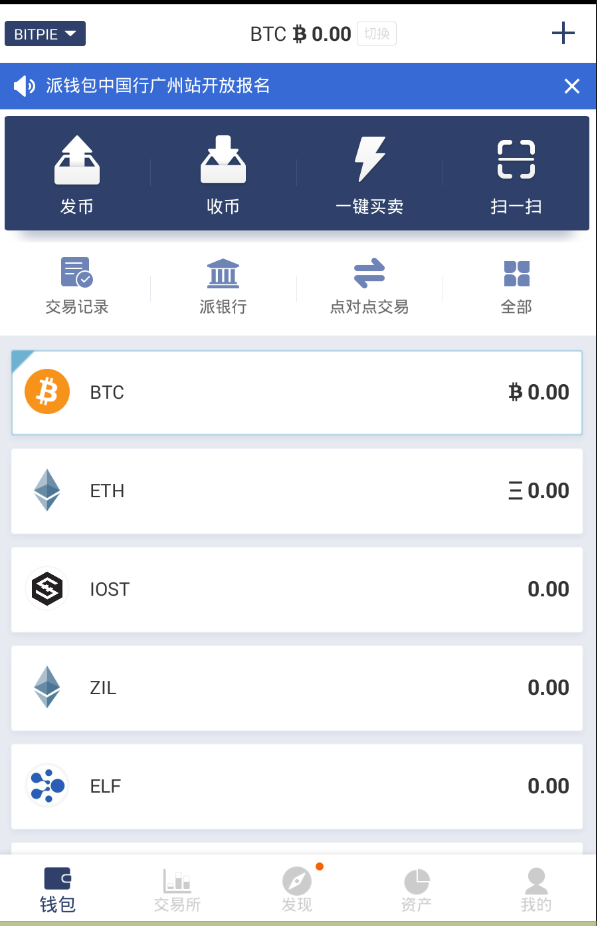 BITPIE
BTC ₿ 0.00 切换
派钱包中国行广州站开放报名
发币 收币 一键买卖 扫一扫
交易记录 派银行 点对点交易 全部
BTC ₿ 0.00
ETH Ξ 0.00
IOST 0.00
ZIL 0.00
ELF 0.00
钱包 交易所 发现 资产 我的